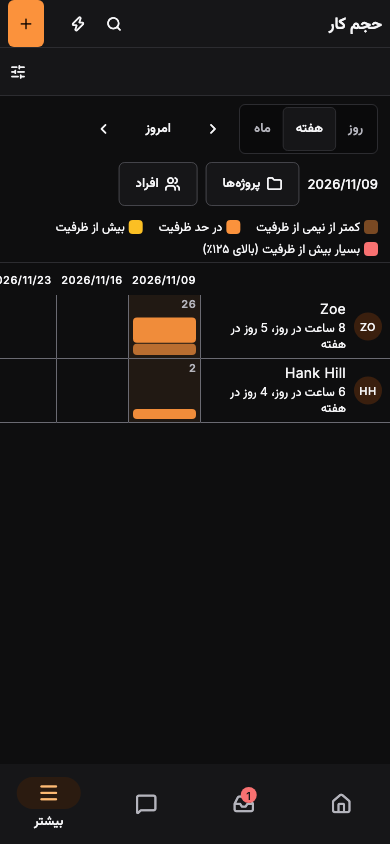 حجم کار
روز
هفته
ماه
امروز
2026/11/09
پروژه‌ها
افراد
کمتر از نیمی از ظرفیت
در حد ظرفیت
بیش از ظرفیت
بسیار بیش از ظرفیت (بالای ۱۲۵٪)
2026/11/09
2026/11/16
26/11/23
ZO
Zoe
8 ساعت در روز، 5 روز در
هفته
26
HH
Hank Hill
6 ساعت در روز، 4 روز در
هفته
2
1
بیشتر